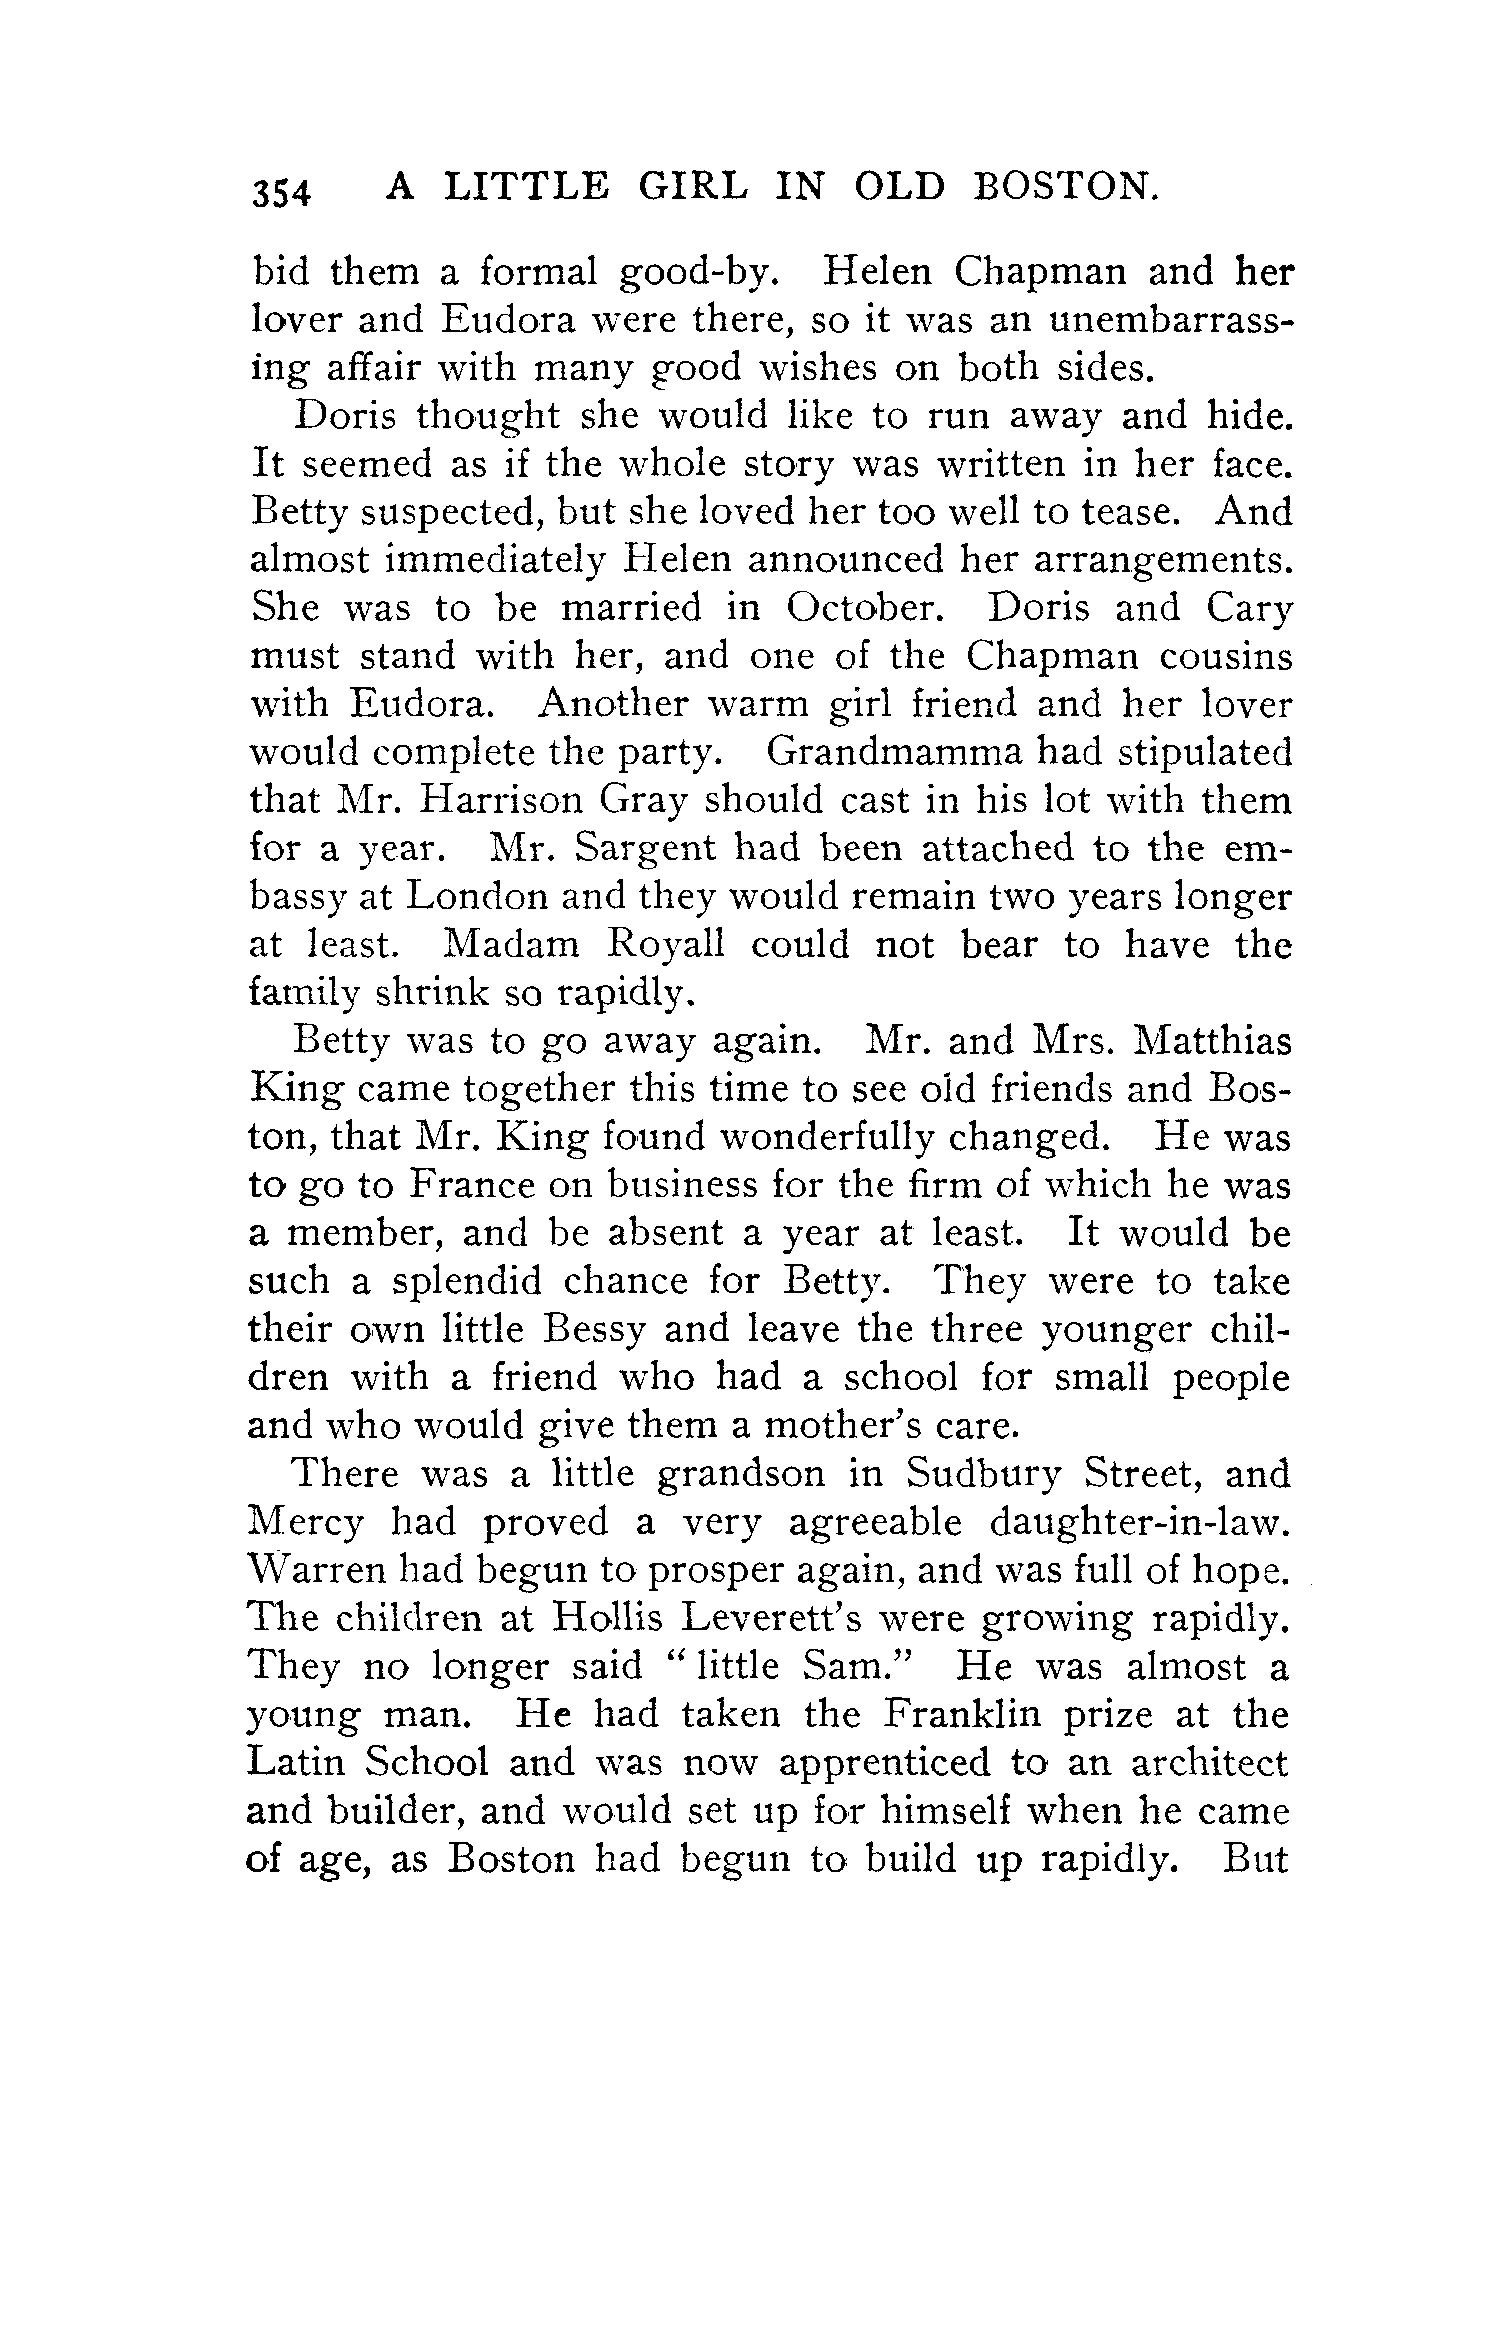 354 A LITTLE GIRL IN OLD BOSTON.
bid them a formal good-by. Helen Chapman and her
lover and Eudora were there, so it was an unembarrass-
ing affair with many good wishes on both sides.
Doris thought she would like to run away and hide.
It seemed as if the whole story was written in her face.
Betty suspected, but she loved her too well to tease. And
almost immediately Helen announced her arrangements.
She was to be married in October. Doris and Cary
must stand with her, and one of the Chapman cousins
with Eudora. Another warm girl friend and her lover
would complete the party. Grandmamma had stipulated
that Mr. Harrison Gray should cast in his lot with them
for a year. Mr. Sargent had been attached to the em-
bassy at London and they would remain two years longer
at least. Madam Royall could not bear to have the
family shrink so rapidly.
Betty was to go away again. Mr. and Mrs. Matthias
King came together this time to see old friends and Bos-
ton, that Mr. King found wonderfully changed. He was
to go to France on business for the firm of which he was
a member, and be absent a year at least. It would be
such a splendid chance for Betty. They were to take
their own little Bessy and leave the three younger chil-
dren with a friend who had a school for small people
and who would give them a mother's care.
There was a little grandson in Sudbury Street, and
Mercy had proved a very agreeable daughter-in-law.
Warren had begun to prosper again, and was full of hope.
The children at Hollis Leverett's were growing rapidly.
They no longer said " little Sam." He was almost a
young man. He had taken the Franklin prize at the
Latin School and was now apprenticed to an architect
and builder, and would set up for himself when he came
of age, as Boston had begun to build up rapidly. But